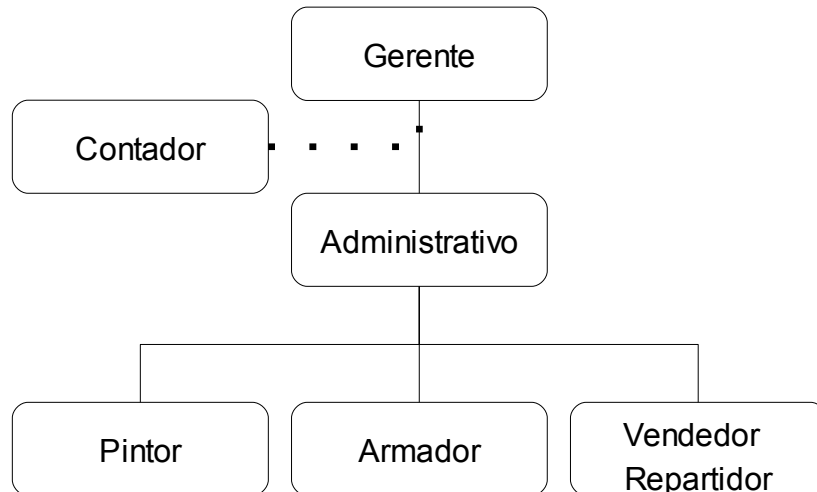 Gerente
Contador
Administrativo
Pintor
Armador
Vendedor
Repartidor